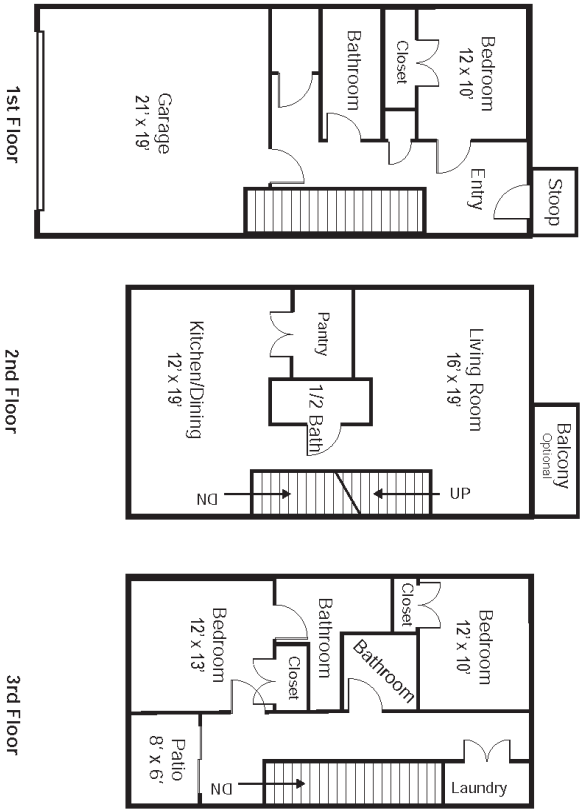 1st Floor
Garage
21' x 19'
Bathroom
Closet
Bedroom
12 x 10'
Entry
Stoop
2nd Floor
Kitchen/Dining
12' x 19'
Pantry
1/2 Bath
Living Room
16' x 19'
Balcony
Optional
DN
UP
3rd Floor
Bedroom
12' x 13'
Bathroom
Closet
Bathroom
Closet
Bedroom
12' x 10'
Patio
8' x 6'
DN
Laundry